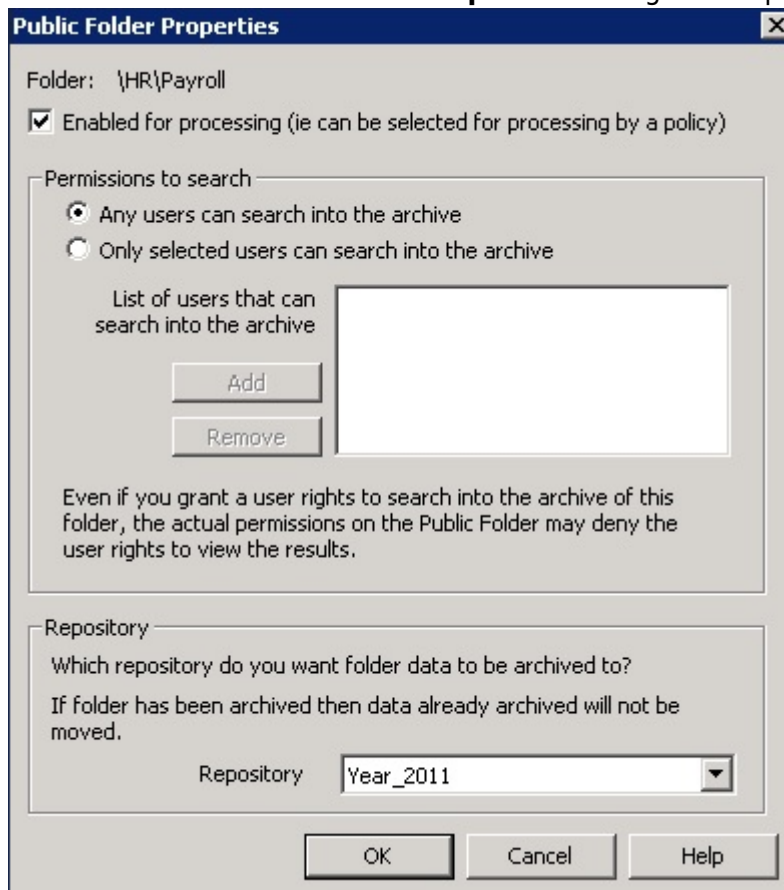 Public Folder Properties
Folder: \HR\Payroll
Enabled for processing (ie can be selected for processing by a policy)
Permissions to search
Any users can search into the archive
Only selected users can search into the archive
List of users that can
search into the archive
Add
Remove
Even if you grant a user rights to search into the archive of this
folder, the actual permissions on the Public Folder may deny the
user rights to view the results.
Repository
Which repository do you want folder data to be archived to?
If folder has been archived then data already archived will not be
moved.
Repository Year_2011
OK Cancel Help